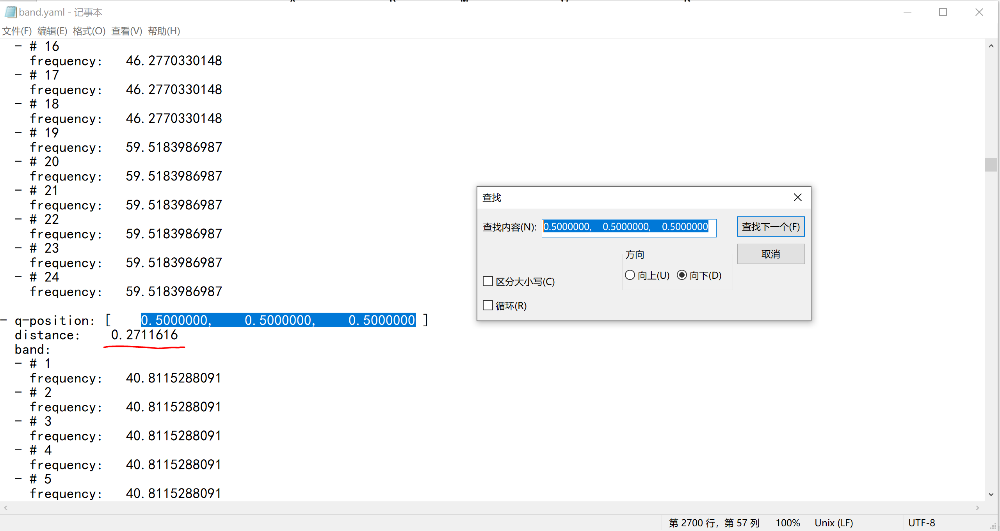 band.yaml - 记事本
文件(F) 编辑(E) 格式(O) 查看(V) 帮助(H)
- # 16
frequency: 46.2770330148
- # 17
frequency: 46.2770330148
- # 18
frequency: 46.2770330148
- # 19
frequency: 59.5183986987
- # 20
frequency: 59.5183986987
- # 21
frequency: 59.5183986987
- # 22
frequency: 59.5183986987
- # 23
frequency: 59.5183986987
- # 24
frequency: 59.5183986987
- q-position: [ 0.5000000, 0.5000000, 0.5000000 ]
distance: 0.2711616
band:
- # 1
frequency: 40.8115288091
- # 2
frequency: 40.8115288091
- # 3
frequency: 40.8115288091
- # 4
frequency: 40.8115288091
- # 5
frequency: 40.8115288091
查找
查找内容(N): 0.5000000, 0.5000000, 0.5000000
查找下一个(F)
取消
方向
向上(U) 向下(D)
区分大小写(C)
循环(R)
第 2700 行，第 57 列 100% Unix (LF) UTF-8